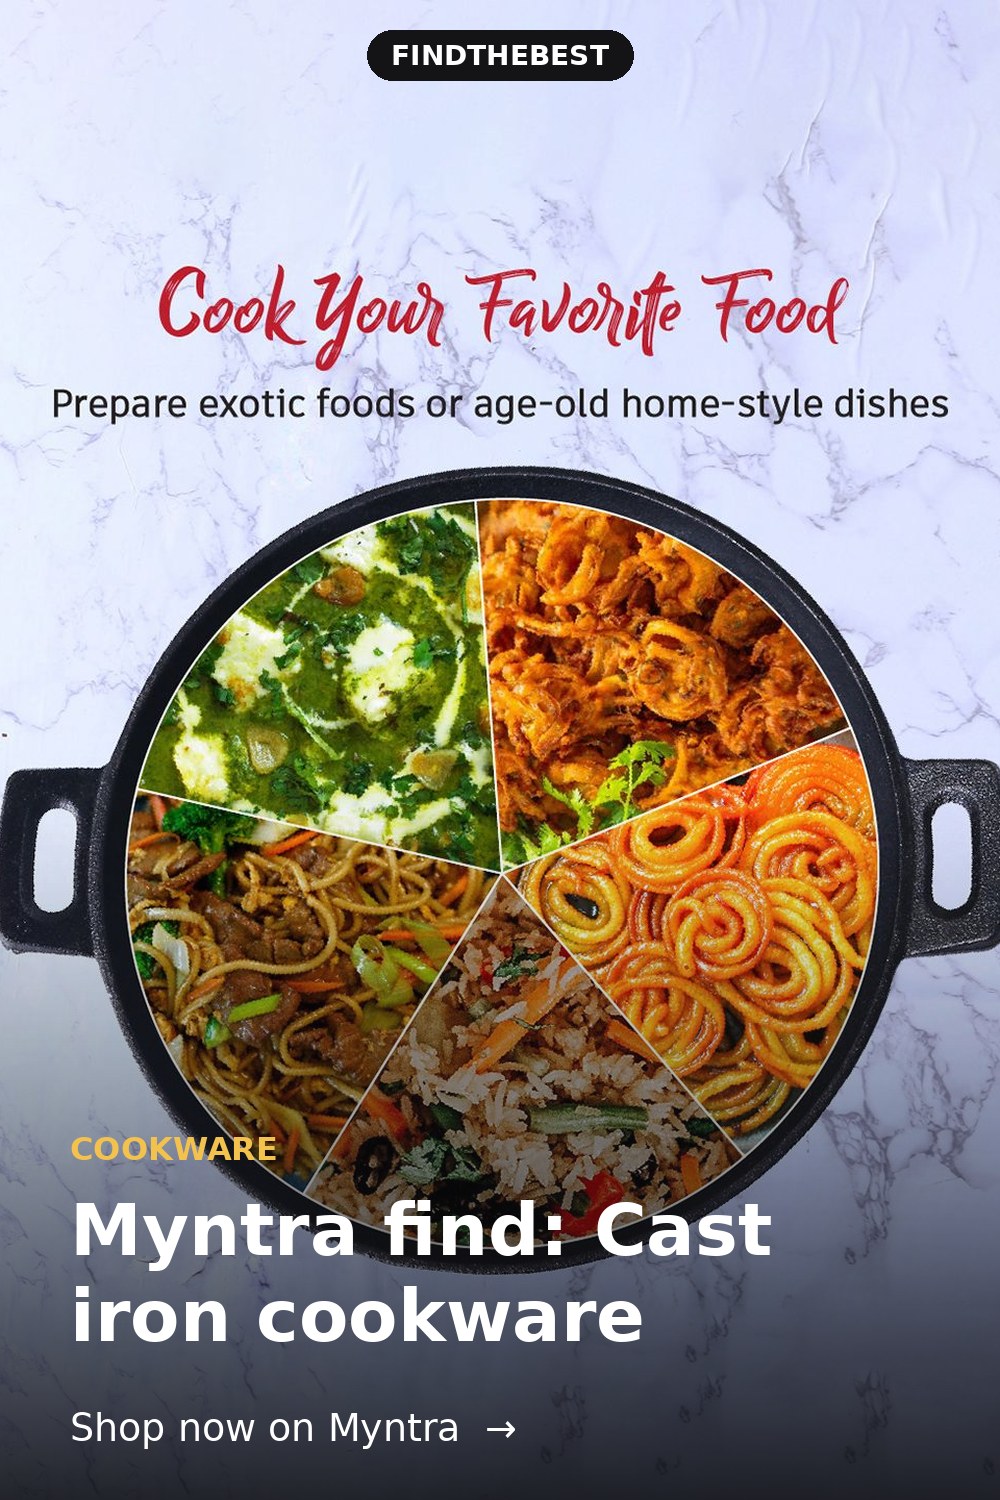 FINDTHEBEST
Cook Your Favorite Food
Prepare exotic foods or age-old home-style dishes
COOKWARE
Myntra find: Cast
iron cookware
Shop now on Myntra →